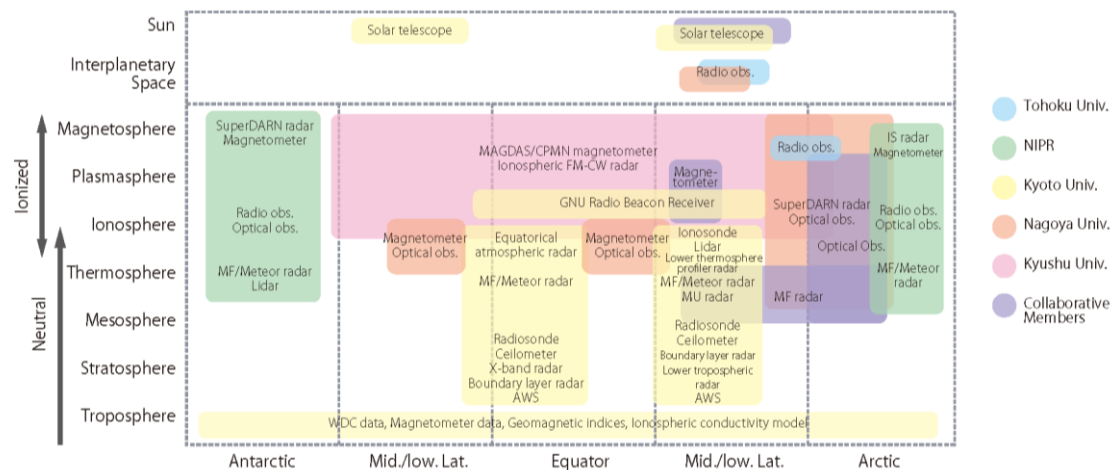 Sun
Solar telescope
Solar telescope
Interplanetary
Space
Radio obs.
Magnetosphere
Plasmasphere
Ionosphere
Thermosphere
Mesosphere
Stratosphere
Troposphere
Ionized
Neutral
SuperDARN radar
Magnetometer
Radio obs.
Optical obs.
MF/Meteor radar
Lidar
MAGDAS/CPMN magnetometer
Ionospheric FM-CW radar
Magne-
tometer
GNU Radio Beacon Receiver
Magnetometer
Optical obs.
Equatorical
atmospheric radar
MF/Meteor radar
Radiosonde
Ceilometer
X-band radar
Boundary layer radar
AWS
Magnetometer
Optical obs.
Ionosonde
Lidar
Lower thermosphere
profiler radar
MF/Meteor radar
MU radar
Radiosonde
Ceilometer
Boundary layer radar
Lower tropospheric
radar
AWS
Radio obs.
SuperDARN radar
Optical obs.
Optical Obs.
MF radar
IS radar
Magnetometer
Radio obs.
Optical obs.
MF/Meteor
radar
WDC data, Magnetometer data, Geomagnetic indices, Ionospheric conductivity model
Antarctic
Mid./low. Lat.
Equator
Mid./low. Lat.
Arctic
Tohoku Univ.
NIPR
Kyoto Univ.
Nagoya Univ.
Kyushu Univ.
Collaborative
Members